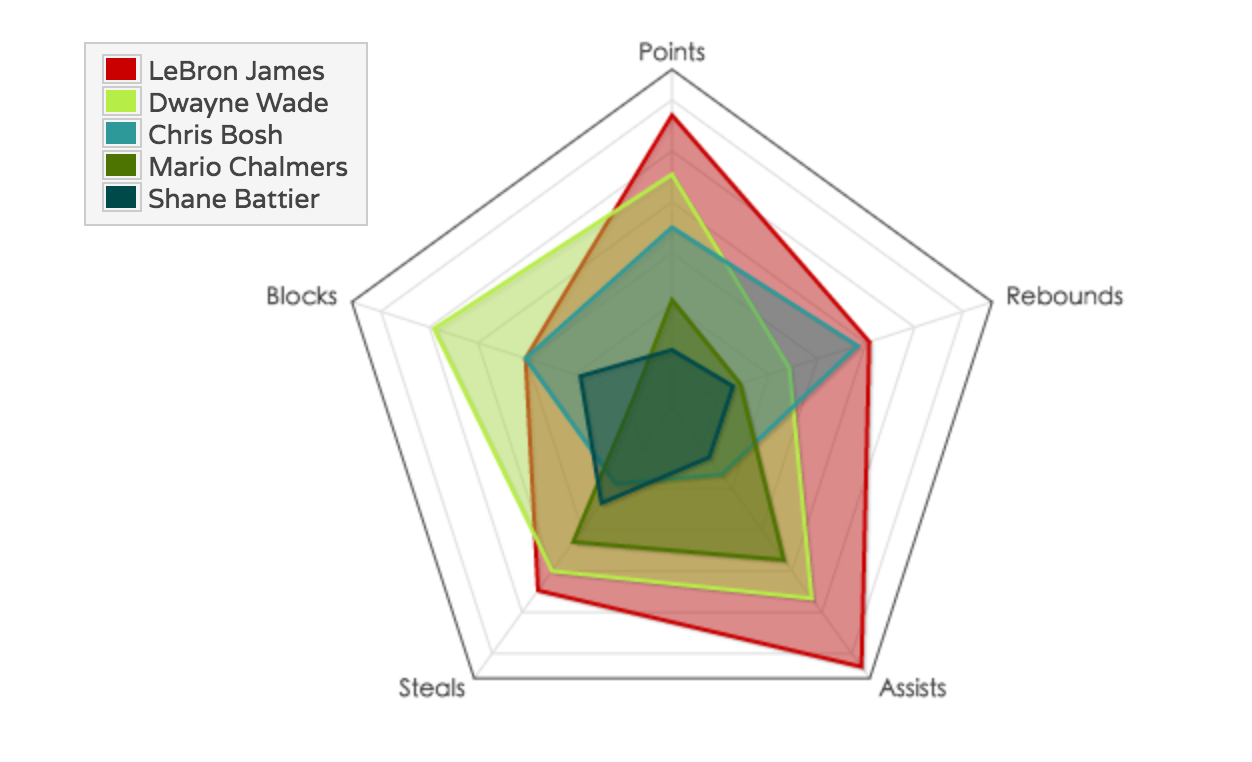 Points
LeBron James
Dwayne Wade
Chris Bosh
Mario Chalmers
Shane Battier
Blocks
Rebounds
Steals
Assists